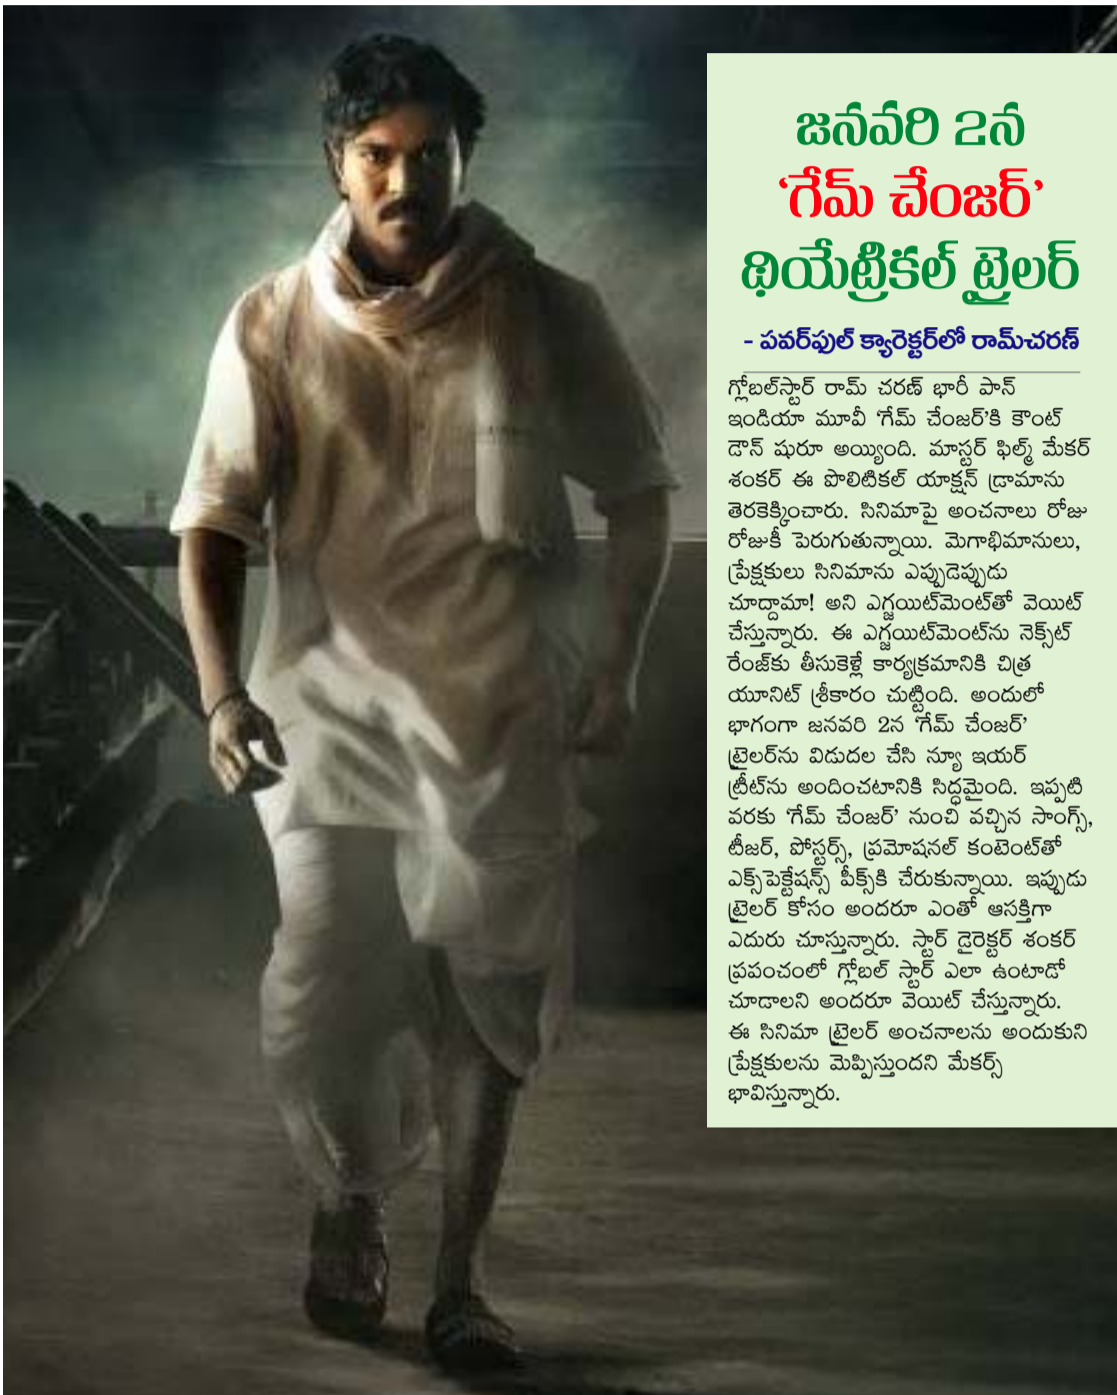 జనవరి 2న
‘గేమ్ చేంజర్’
థియేట్రికల్ ట్రైలర్
- పవర్‌ఫుల్ క్యారెక్టర్‌లో రామ్‌చరణ్
గ్లోబల్‌స్టార్ రామ్ చరణ్ భారీ పాన్
ఇండియా మూవీ ‘గేమ్ చేంజర్’కి కౌంట్
డౌన్ షురూ అయ్యింది. మాస్టర్ ఫిల్మ్ మేకర్
శంకర్ ఈ పొలిటికల్ యాక్షన్ డ్రామాను
తెరకెక్కించారు. సినిమాపై అంచనాలు రోజు
రోజుకీ పెరుగుతున్నాయి. మెగాభిమానులు,
ప్రేక్షకులు సినిమాను ఎప్పుడెప్పుడు
చూద్దామా! అని ఎగ్జయిట్‌మెంట్‌తో వెయిట్
చేస్తున్నారు. ఈ ఎగ్జయిట్‌మెంట్‌ను నెక్స్‌ట్
రేంజ్‌కు తీసుకెళ్లే కార్యక్రమానికి చిత్ర
యూనిట్ శ్రీకారం చుట్టింది. అందులో
భాగంగా జనవరి 2న ‘గేమ్ చేంజర్’
ట్రైలర్‌ను విడుదల చేసి న్యూ ఇయర్
ట్రీట్‌ను అందించటానికి సిద్ధమైంది. ఇప్పటి
వరకు ‘గేమ్ చేంజర్’ నుంచి వచ్చిన సాంగ్స్,
టీజర్, పోస్టర్స్, ప్రమోషనల్ కంటెంట్‌తో
ఎక్స్‌పెక్టేషన్స్ పీక్స్‌కి చేరుకున్నాయి. ఇప్పుడు
ట్రైలర్ కోసం అందరూ ఎంతో ఆసక్తిగా
ఎదురు చూస్తున్నారు. స్టార్ డైరెక్టర్ శంకర్
ప్రపంచంలో గ్లోబల్ స్టార్ ఎలా ఉంటాడో
చూడాలని అందరూ వెయిట్ చేస్తున్నారు.
ఈ సినిమా ట్రైలర్ అంచనాలను అందుకుని
ప్రేక్షకులను మెప్పిస్తుందని మేకర్స్
భావిస్తున్నారు.